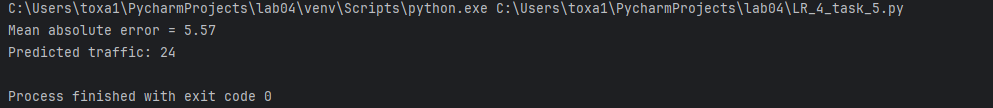 C:\Users\toxa1\PycharmProjects\lab04\venv\Scripts\python.exe C:\Users\toxa1\PycharmProjects\lab04\LR_4_task_5.py
Mean absolute error = 5.57
Predicted traffic: 24
Process finished with exit code 0